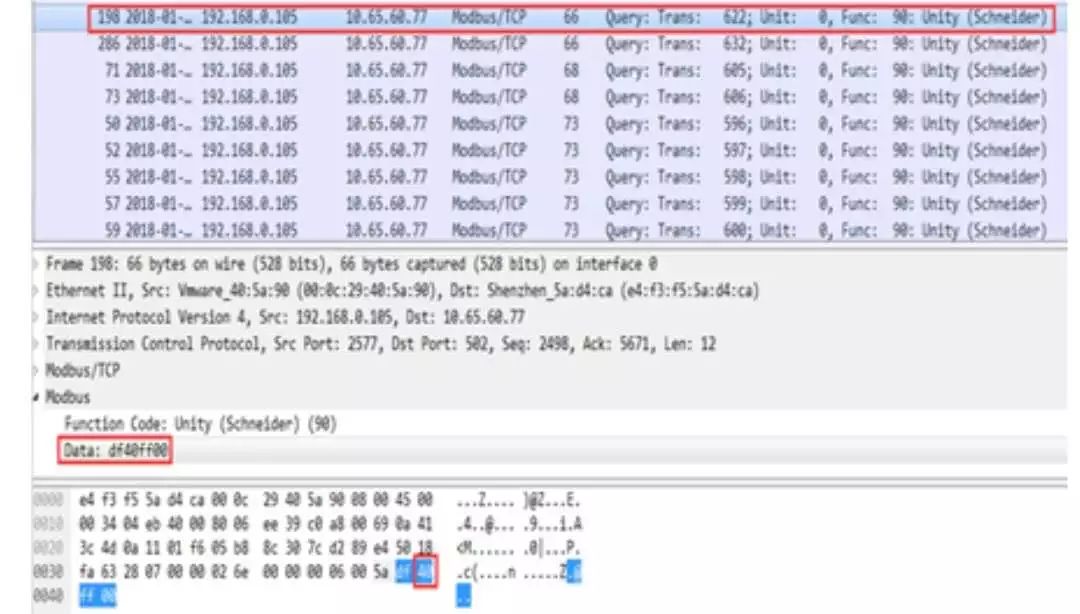 198 2018-01-… 192.168.0.105 10.65.60.77 Modbus/TCP 66 Query: Trans: 622; Unit: 0, Func: 90: Unity (Schneider)
286 2018-01-… 192.168.0.105 10.65.60.77 Modbus/TCP 66 Query: Trans: 632; Unit: 0, Func: 90: Unity (Schneider)
71 2018-01-… 192.168.0.105 10.65.60.77 Modbus/TCP 68 Query: Trans: 605; Unit: 0, Func: 90: Unity (Schneider)
73 2018-01-… 192.168.0.105 10.65.60.77 Modbus/TCP 68 Query: Trans: 606; Unit: 0, Func: 90: Unity (Schneider)
50 2018-01-… 192.168.0.105 10.65.60.77 Modbus/TCP 73 Query: Trans: 596; Unit: 0, Func: 90: Unity (Schneider)
52 2018-01-… 192.168.0.105 10.65.60.77 Modbus/TCP 73 Query: Trans: 597; Unit: 0, Func: 90: Unity (Schneider)
55 2018-01-… 192.168.0.105 10.65.60.77 Modbus/TCP 73 Query: Trans: 598; Unit: 0, Func: 90: Unity (Schneider)
57 2018-01-… 192.168.0.105 10.65.60.77 Modbus/TCP 73 Query: Trans: 599; Unit: 0, Func: 90: Unity (Schneider)
59 2018-01-… 192.168.0.105 10.65.60.77 Modbus/TCP 73 Query: Trans: 600; Unit: 0, Func: 90: Unity (Schneider)
Frame 198: 66 bytes on wire (528 bits), 66 bytes captured (528 bits) on interface 0
Ethernet II, Src: Vmware_40:5a:90 (00:0c:29:40:5a:90), Dst: Shenzhen_5a:d4:ca (e4:f3:f5:5a:d4:ca)
Internet Protocol Version 4, Src: 192.168.0.105, Dst: 10.65.60.77
Transmission Control Protocol, Src Port: 2577, Dst Port: 502, Seq: 2498, Ack: 5671, Len: 12
Modbus/TCP
Modbus
Function Code: Unity (Schneider) (90)
Data: df40ff00
0000 e4 f3 f5 5a d4 ca 00 0c 29 40 5a 90 08 00 45 00 ...Z.... )@Z...E.
0010 00 34 04 eb 40 00 80 06 ee 39 c0 a8 00 69 0a 41 .4..@... .9...i.A
0020 3c 4d 0a 11 01 f6 05 b8 8c 30 7c d2 89 e4 50 18 <M...... .0|...P.
0030 fa 63 28 07 00 00 02 6e 00 00 00 06 00 5a df 40 .c(....n .....Z.@
0040 ff 00 ..